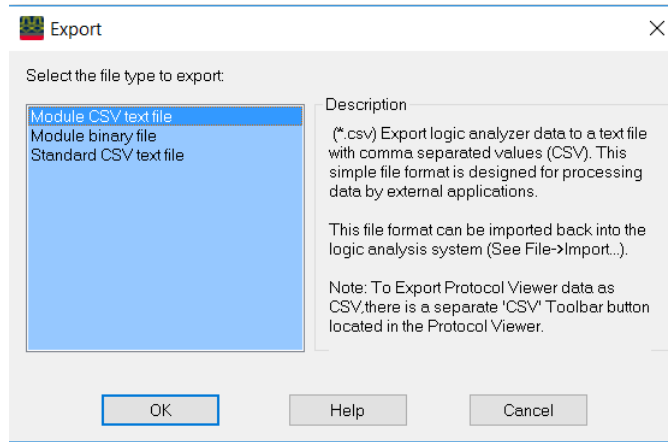 Export
Select the file type to export:
Module CSV text file
Module binary file
Standard CSV text file
Description
(*.csv) Export logic analyzer data to a text file
with comma separated values (CSV). This
simple file format is designed for processing
data by external applications.
This file format can be imported back into the
logic analysis system (See File->Import...).
Note: To Export Protocol Viewer data as
CSV,there is a separate 'CSV' Toolbar button
located in the Protocol Viewer.
OK
Help
Cancel